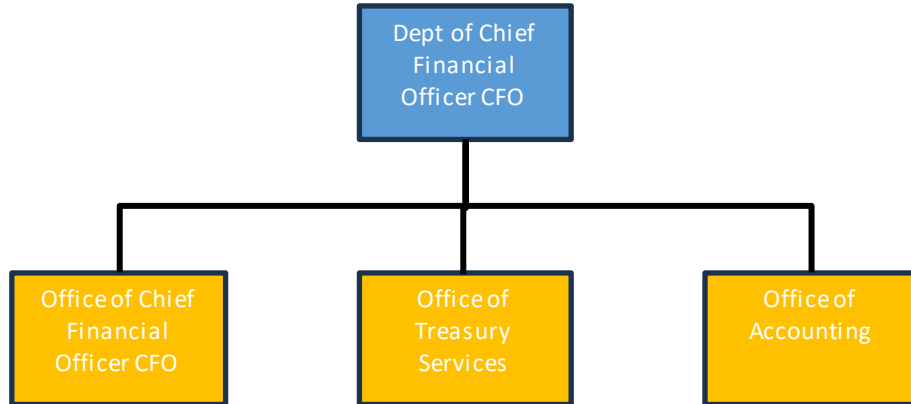 Dept of Chief
Financial
Officer CFO
Office of Chief
Financial
Officer CFO
Office of
Treasury
Services
Office of
Accounting